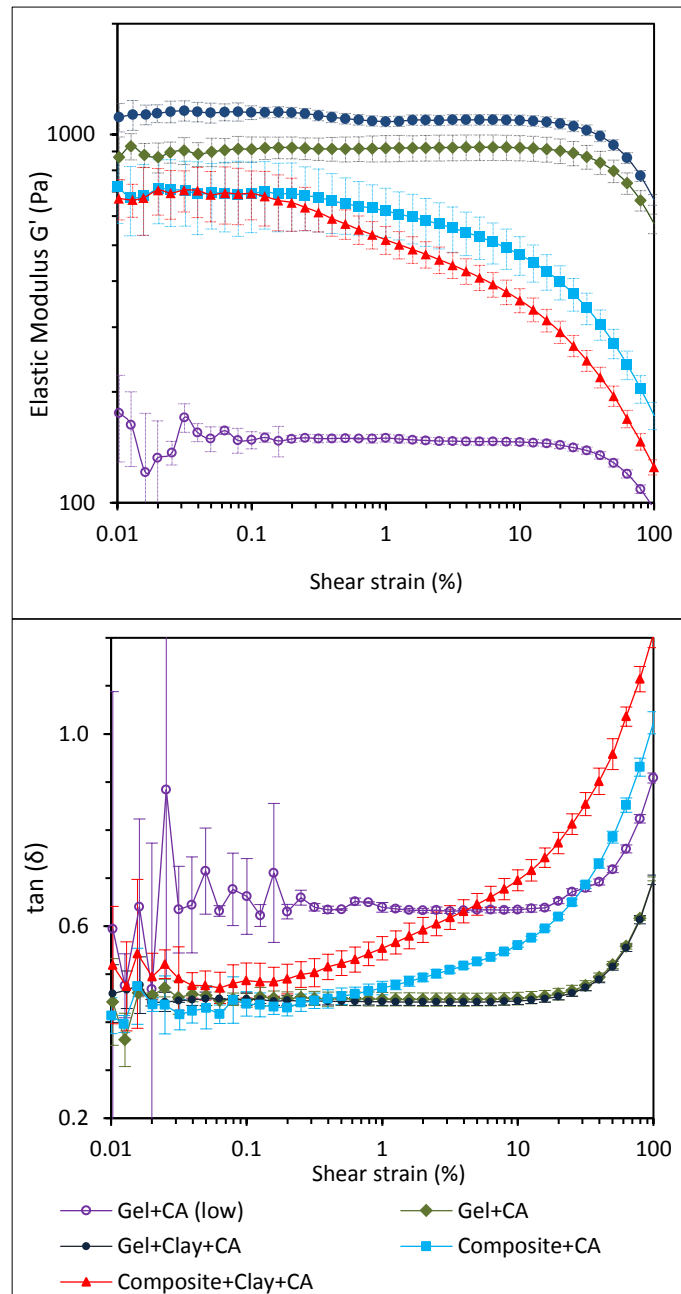 1000
Elastic Modulus G' (Pa)
100
0.01 0.1 1 10 100
Shear strain (%)
1.0
tan (δ)
0.6
0.2
0.01 0.1 1 10 100
Shear strain (%)
Gel+CA (low) Gel+CA
Gel+Clay+CA Composite+CA
Composite+Clay+CA